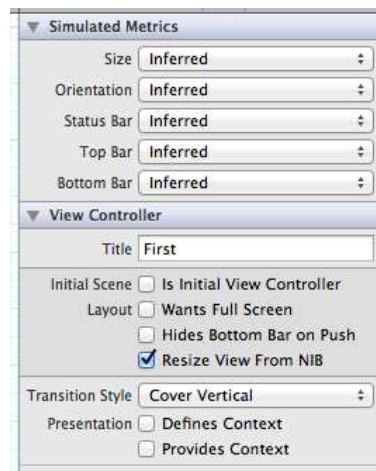 Simulated Metrics
Size Inferred
Orientation Inferred
Status Bar Inferred
Top Bar Inferred
Bottom Bar Inferred
View Controller
Title First
Initial Scene Is Initial View Controller
Layout Wants Full Screen
Hides Bottom Bar on Push
Resize View From NIB
Transition Style Cover Vertical
Presentation Defines Context
Provides Context